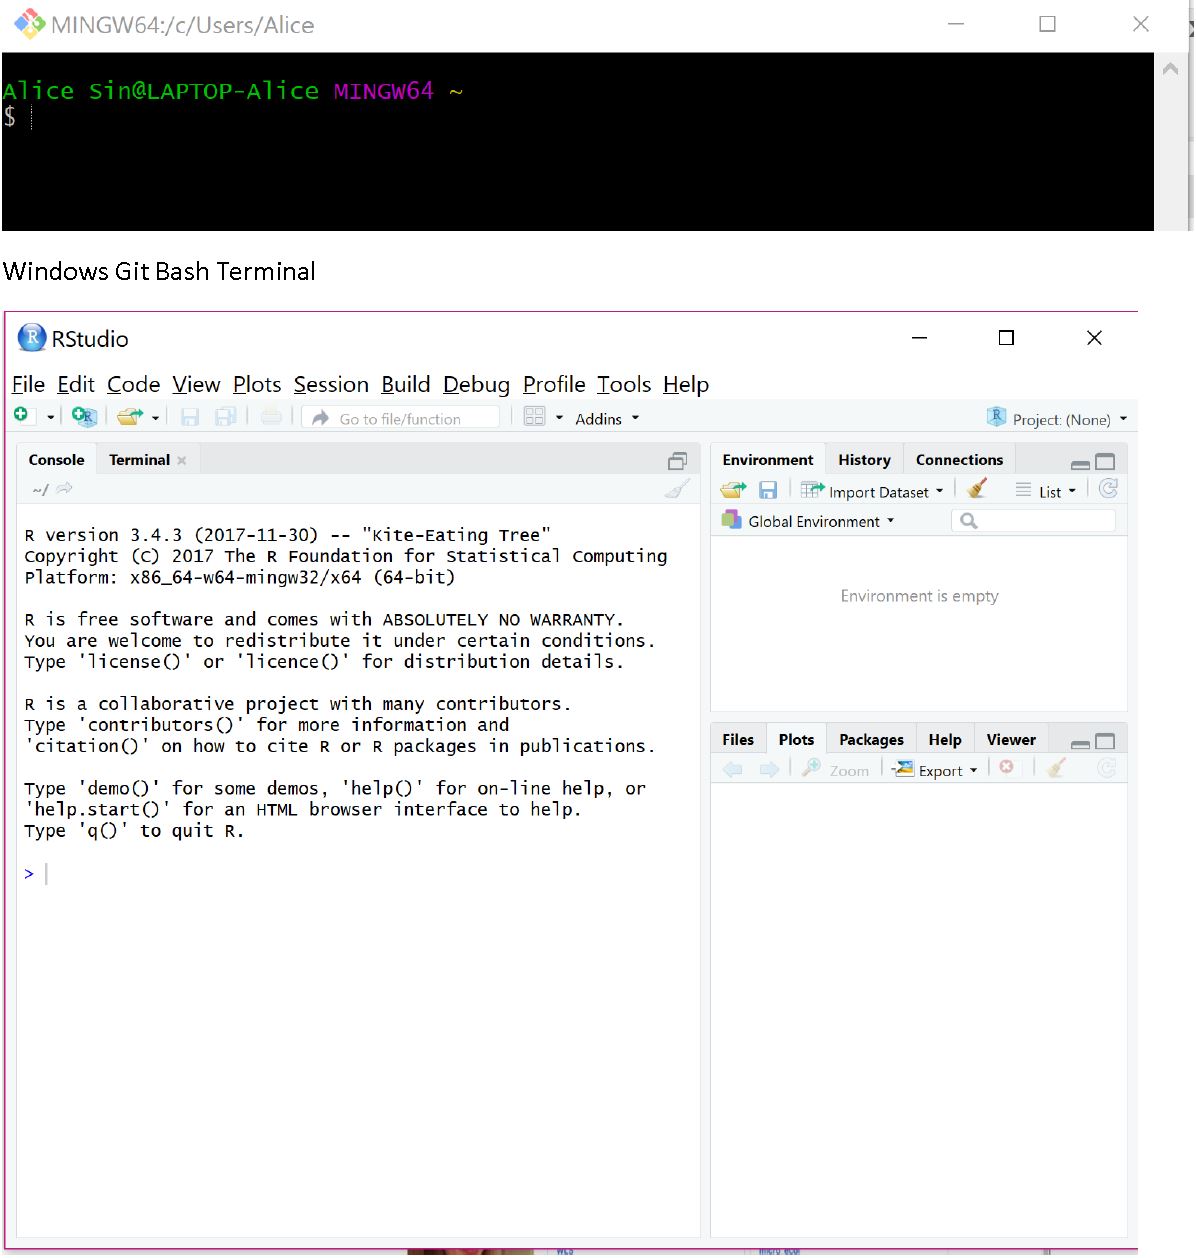 MINGW64:/c/Users/Alice
Alice Sin@LAPTOP-Alice MINGW64 ~
$
Windows Git Bash Terminal
RStudio
File Edit Code View Plots Session Build Debug Profile Tools Help
Go to file/function Addins Project: (None)
Console Terminal
~/
R version 3.4.3 (2017-11-30) -- "Kite-Eating Tree"
Copyright (C) 2017 The R Foundation for Statistical Computing
Platform: x86_64-w64-mingw32/x64 (64-bit)
R is free software and comes with ABSOLUTELY NO WARRANTY.
You are welcome to redistribute it under certain conditions.
Type 'license()' or 'licence()' for distribution details.
R is a collaborative project with many contributors.
Type 'contributors()' for more information and
'citation()' on how to cite R or R packages in publications.
Type 'demo()' for some demos, 'help()' for on-line help, or
'help.start()' for an HTML browser interface to help.
Type 'q()' to quit R.
>
Environment History Connections
Import Dataset List
Global Environment
Environment is empty
Files Plots Packages Help Viewer
Zoom Export